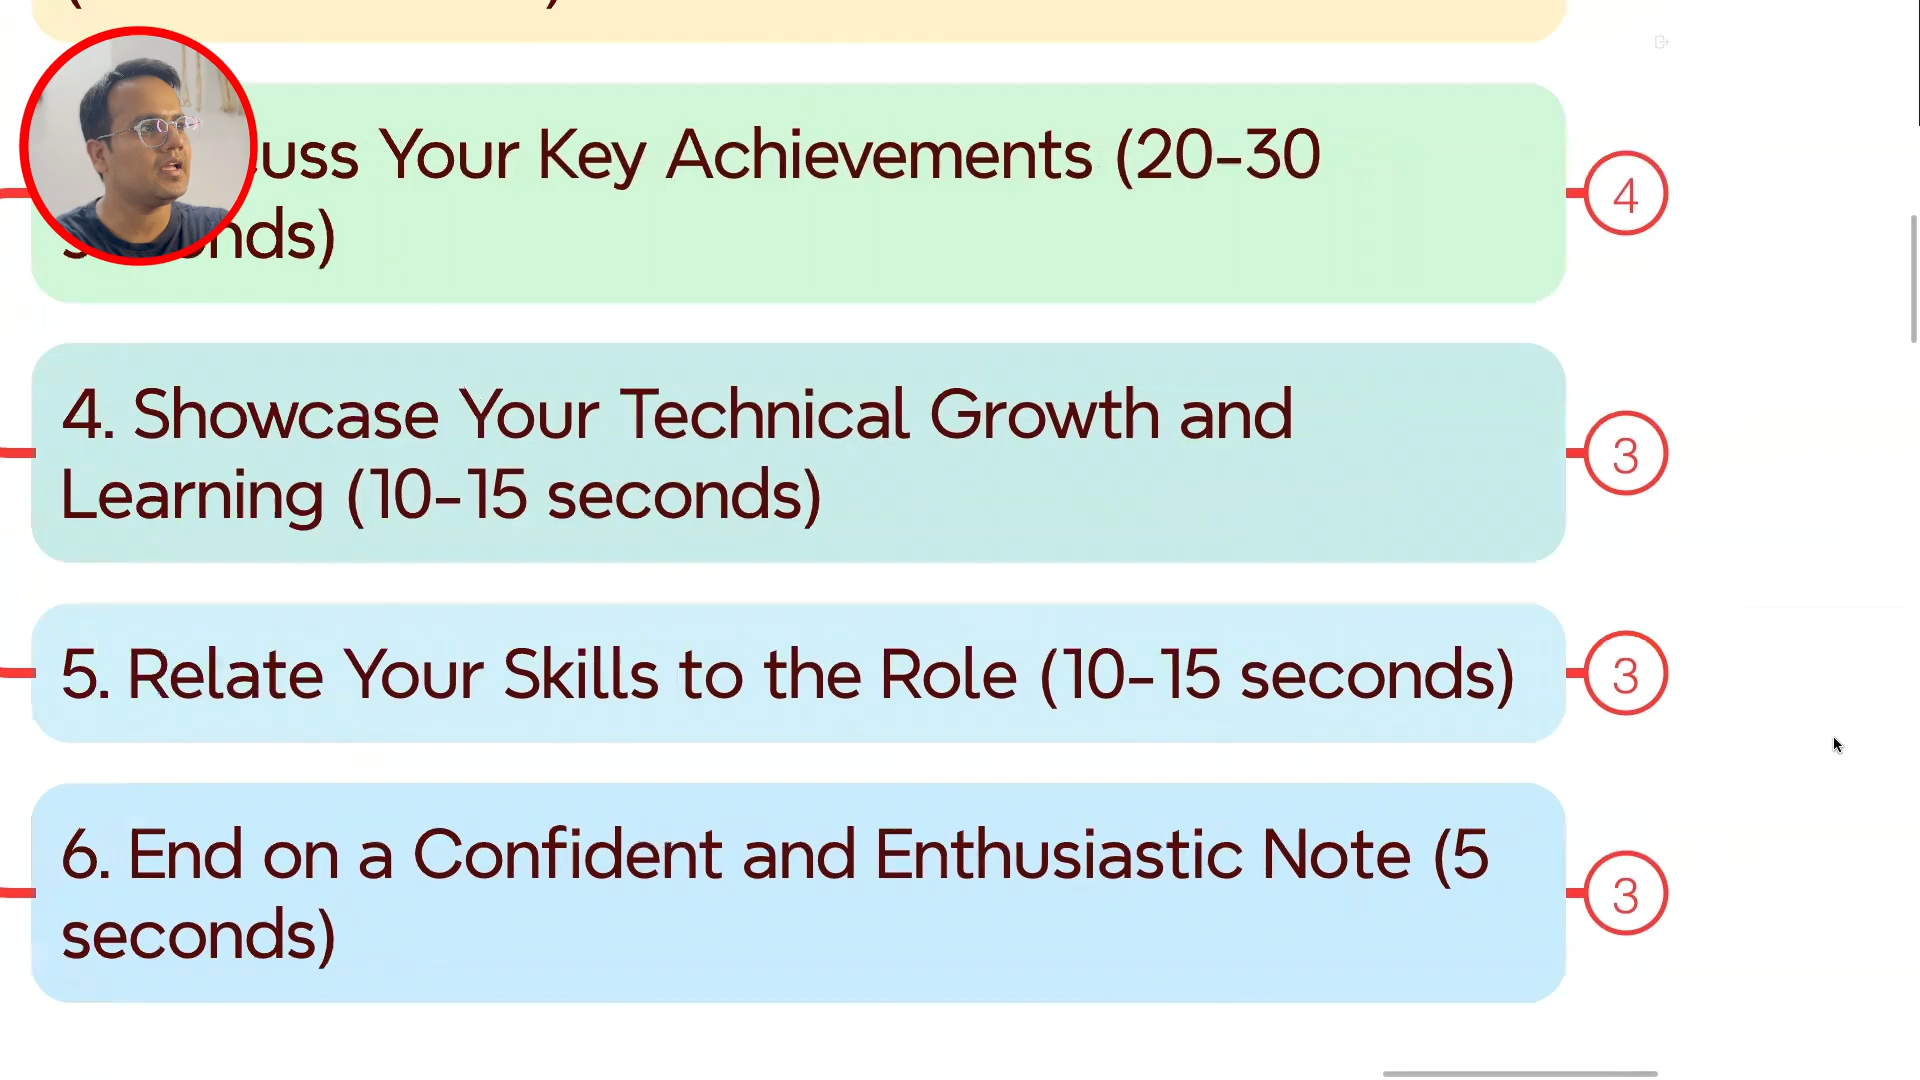 Your Key Achievements (20-30
4
4. Showcase Your Technical Growth and
Learning (10-15 seconds)
3
5. Relate Your Skills to the Role (10-15 seconds)
3
6. End on a Confident and Enthusiastic Note (5
seconds)
3